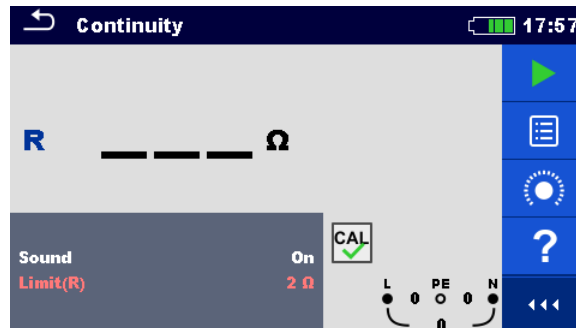 Continuity 17:57
R _ _ _ Ω
Sound On
Limit(R) 2 Ω
CAL
L PE N
0 0
0
?